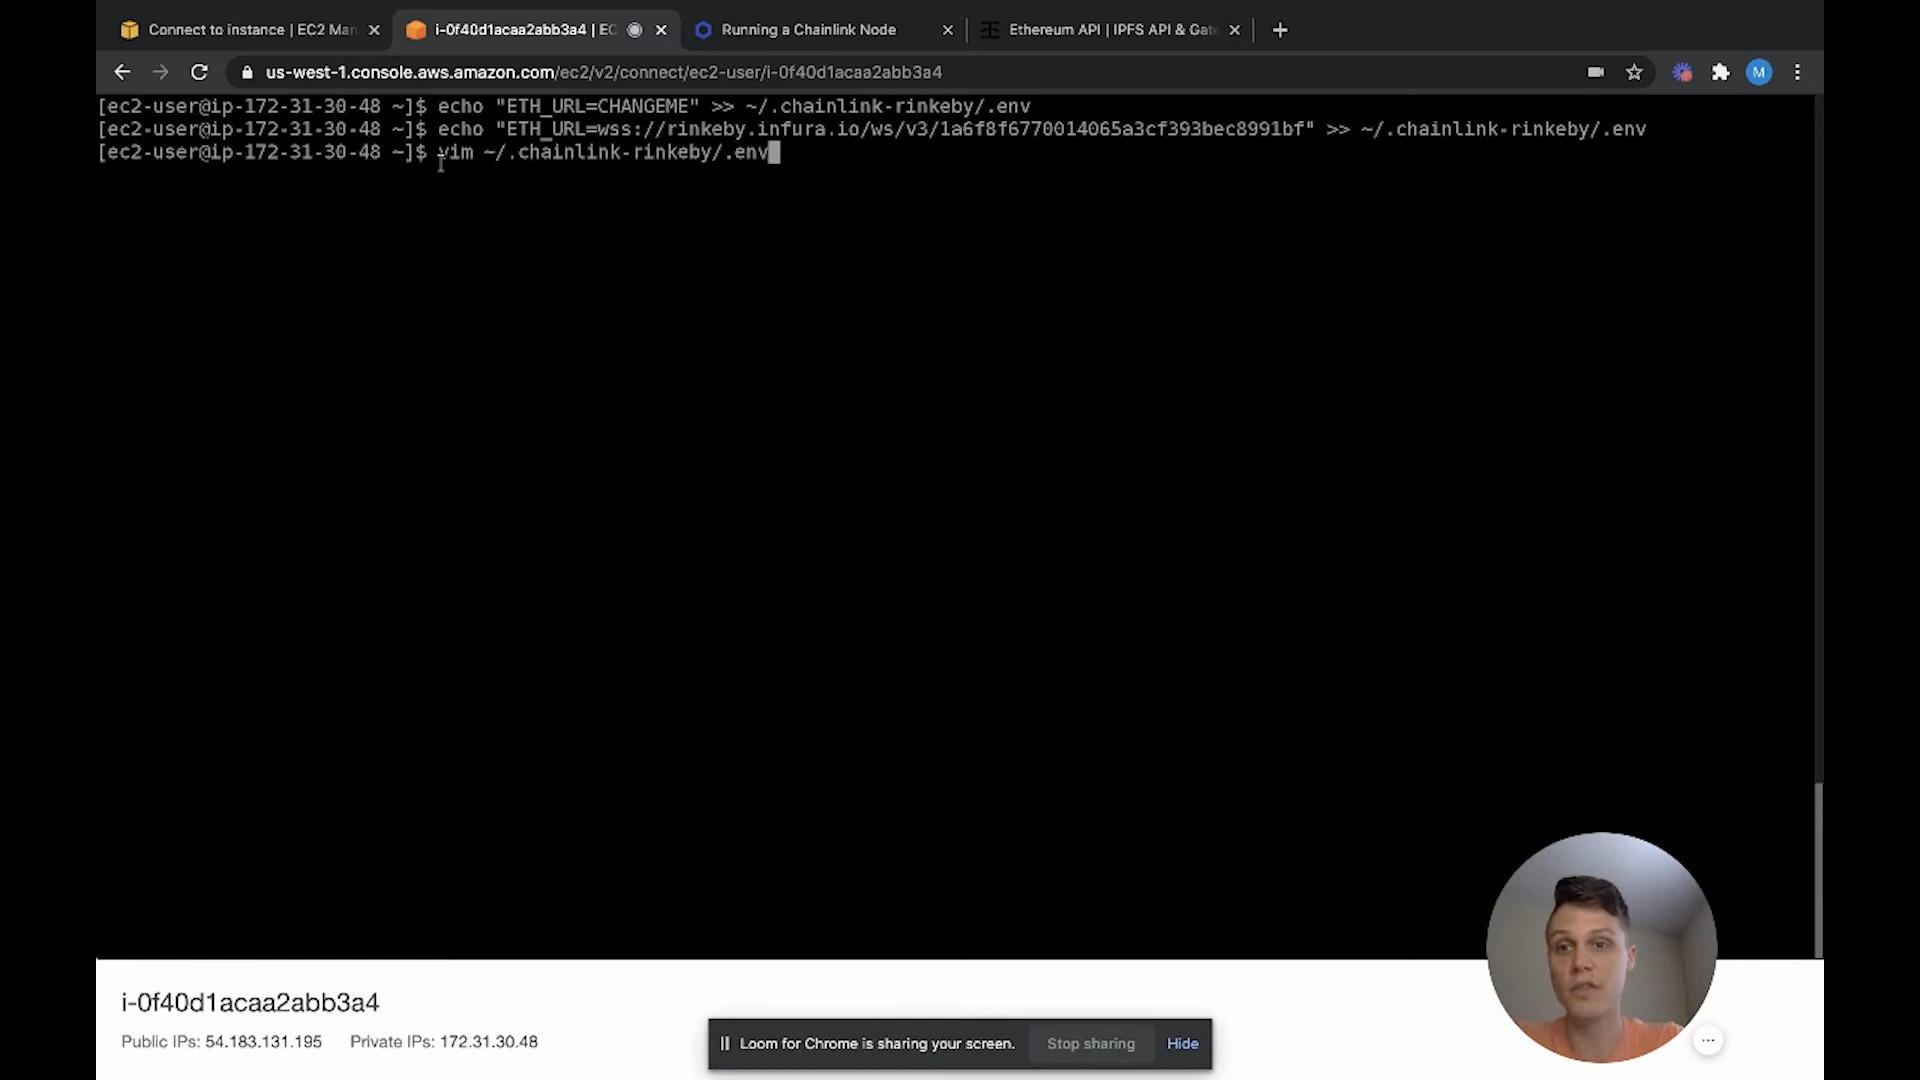 Connect to instance | EC2 Man
i-0f40d1acaa2abb3a4 | EC
Running a Chainlink Node
Ethereum API | IPFS API & Gate
us-west-1.console.aws.amazon.com/ec2/v2/connect/ec2-user/i-0f40d1acaa2abb3a4
M
[ec2-user@ip-172-31-30-48 ~]$ echo "ETH_URL=CHANGEME" >> ~/.chainlink-rinkeby/.env
[ec2-user@ip-172-31-30-48 ~]$ echo "ETH_URL=wss://rinkeby.infura.io/ws/v3/1a6f8f6770014065a3cf393bec8991bf" >> ~/.chainlink-rinkeby/.env
[ec2-user@ip-172-31-30-48 ~]$ vim ~/.chainlink-rinkeby/.env
i-0f40d1acaa2abb3a4
Public IPs: 54.183.131.195 Private IPs: 172.31.30.48
Loom for Chrome is sharing your screen. Stop sharing Hide